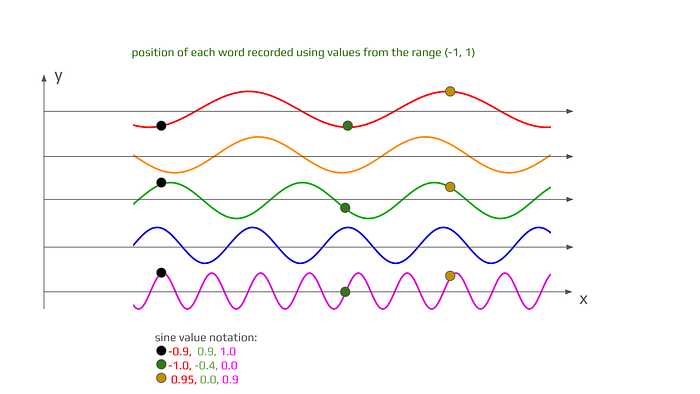 position of each word recorded using values from the range (-1, 1)
y
x
sine value notation:
-0.9, 0.9, 1.0
-1.0, -0.4, 0.0
0.95, 0.0, 0.9